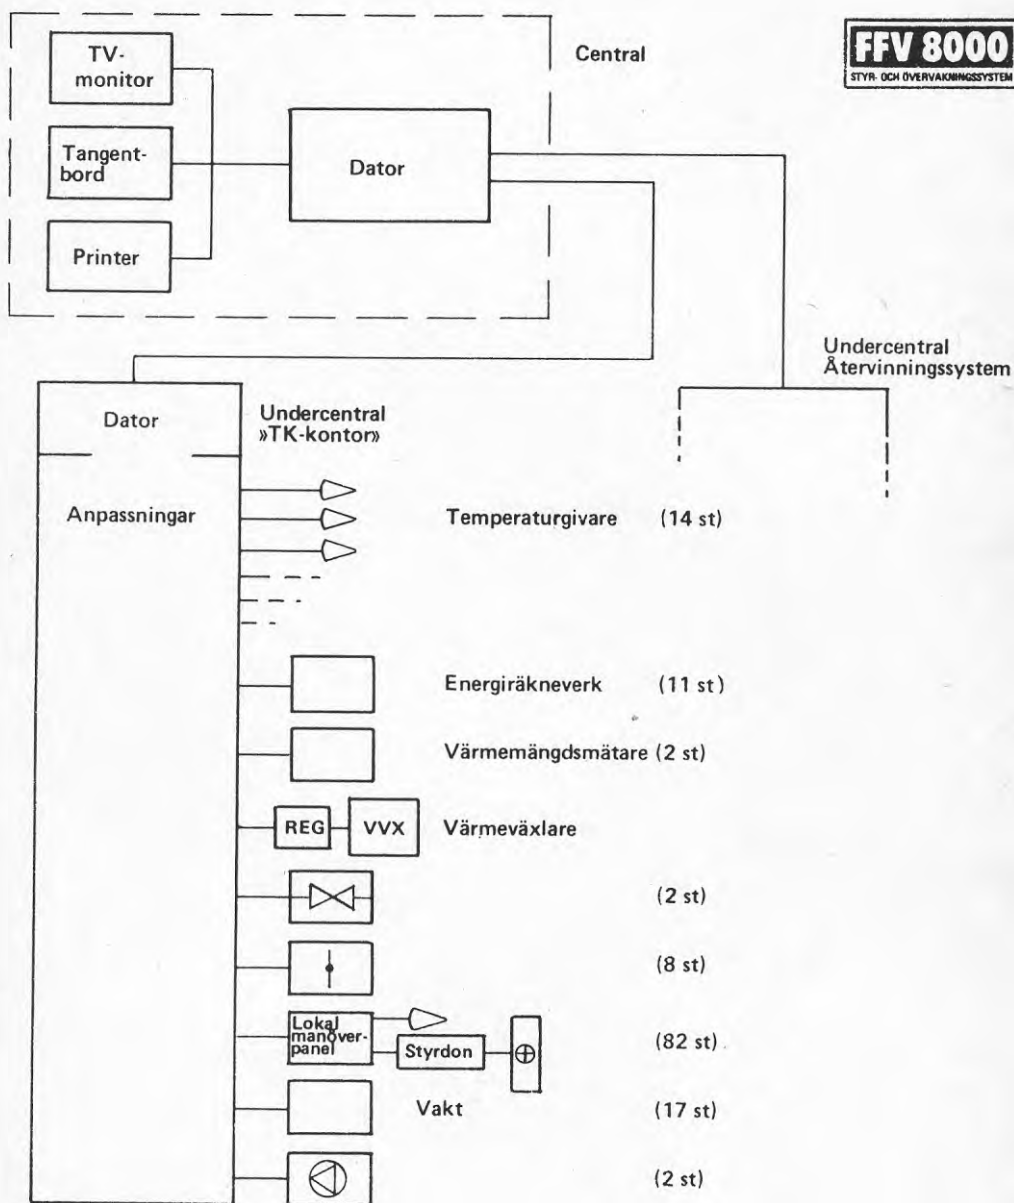 FFV 8000
STYR- OCH ÖVERVAKNINGSSYSTEM
Central
TV-
monitor
Tangent-
bord
Printer
Dator
Undercentral
Återvinningssystem
Dator
Undercentral
»TK-kontor»
Anpassningar
Temperaturgivare (14 st)
Energiräkneverk (11 st)
Värmemängdsmätare (2 st)
REG VVX Värmeväxlare
(2 st)
(8 st)
Lokal
manöver-
panel
Styrdon
(82 st)
Vakt (17 st)
(2 st)